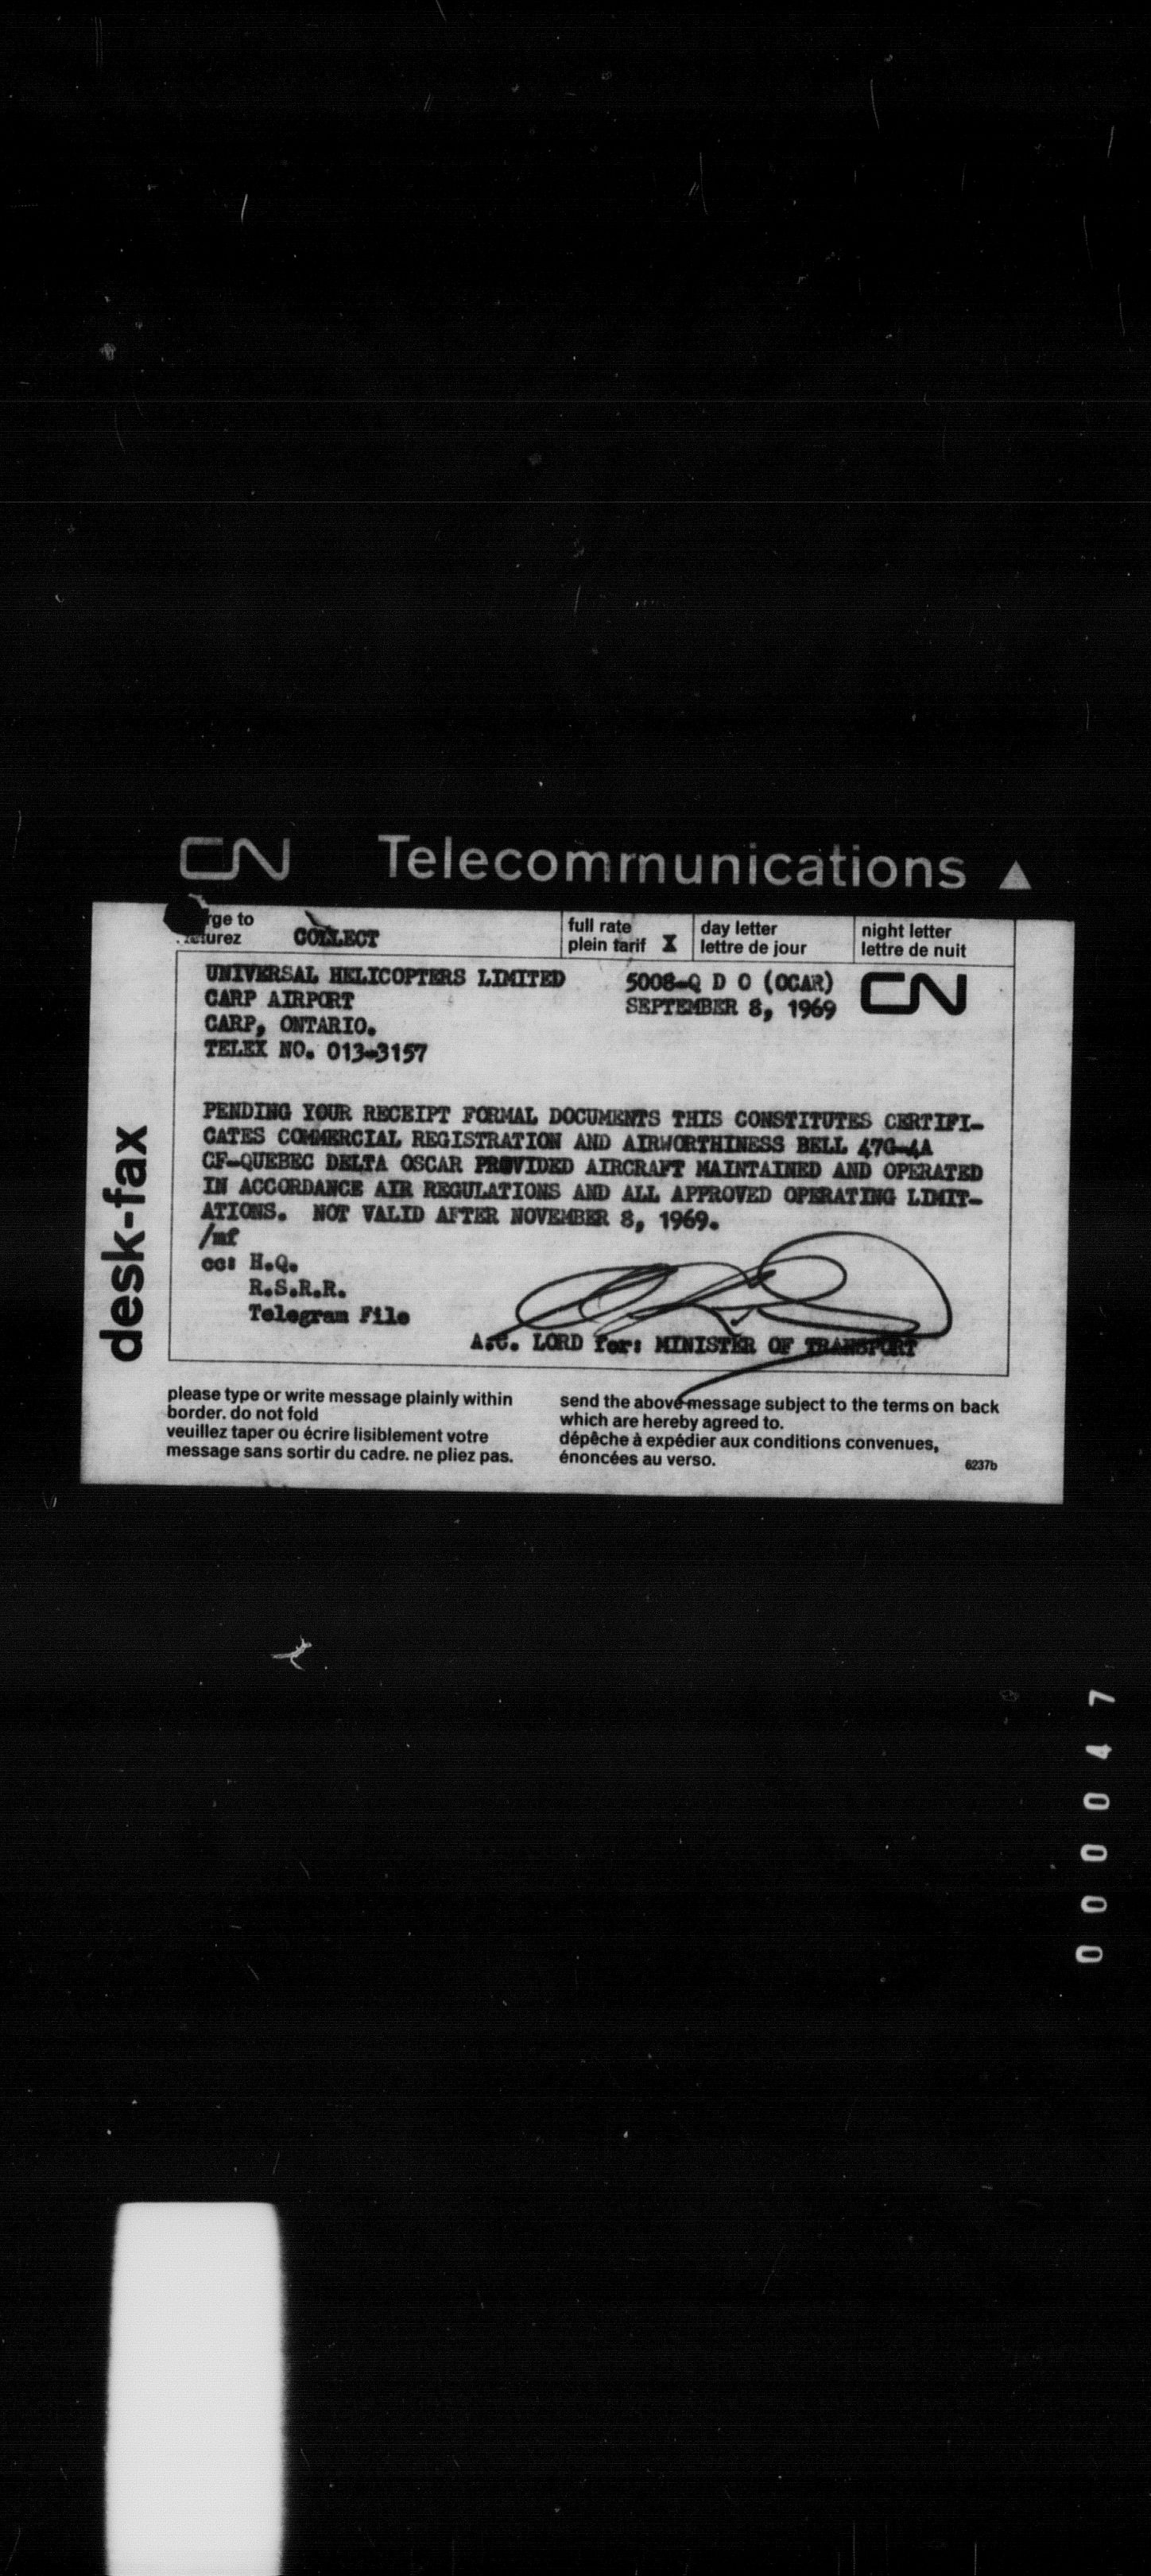 CN Telecommunications
rge to
turez
COLLECT
full rate
plein tarif X
day letter
lettre de jour
night letter
lettre de nuit
UNIVERSAL HELICOPTERS LIMITED
CARP AIRPORT
CARP, ONTARIO.
TELEX NO. 013-3157
5008-Q D O (OCAR)
SEPTEMBER 8, 1969
CN
PENDING YOUR RECEIPT FORMAL DOCUMENTS THIS CONSTITUTES CERTIFI-
CATES COMMERCIAL REGISTRATION AND AIRWORTHINESS BELL 47G-4A
CF-QUEBEC DELTA OSCAR PROVIDED AIRCRAFT MAINTAINED AND OPERATED
IN ACCORDANCE AIR REGULATIONS AND ALL APPROVED OPERATING LIMIT-
ATIONS. NOT VALID AFTER NOVEMBER 8, 1969.
/mf
cc: H.Q.
R.S.R.R.
Telegram File
A.C. LORD for: MINISTER OF TRANSPORT
desk-fax
please type or write message plainly within
border. do not fold
veuillez taper ou écrire lisiblement votre
message sans sortir du cadre. ne pliez pas.
send the above message subject to the terms on back
which are hereby agreed to.
dépêche à expédier aux conditions convenues,
énoncées au verso.
6237b
000047